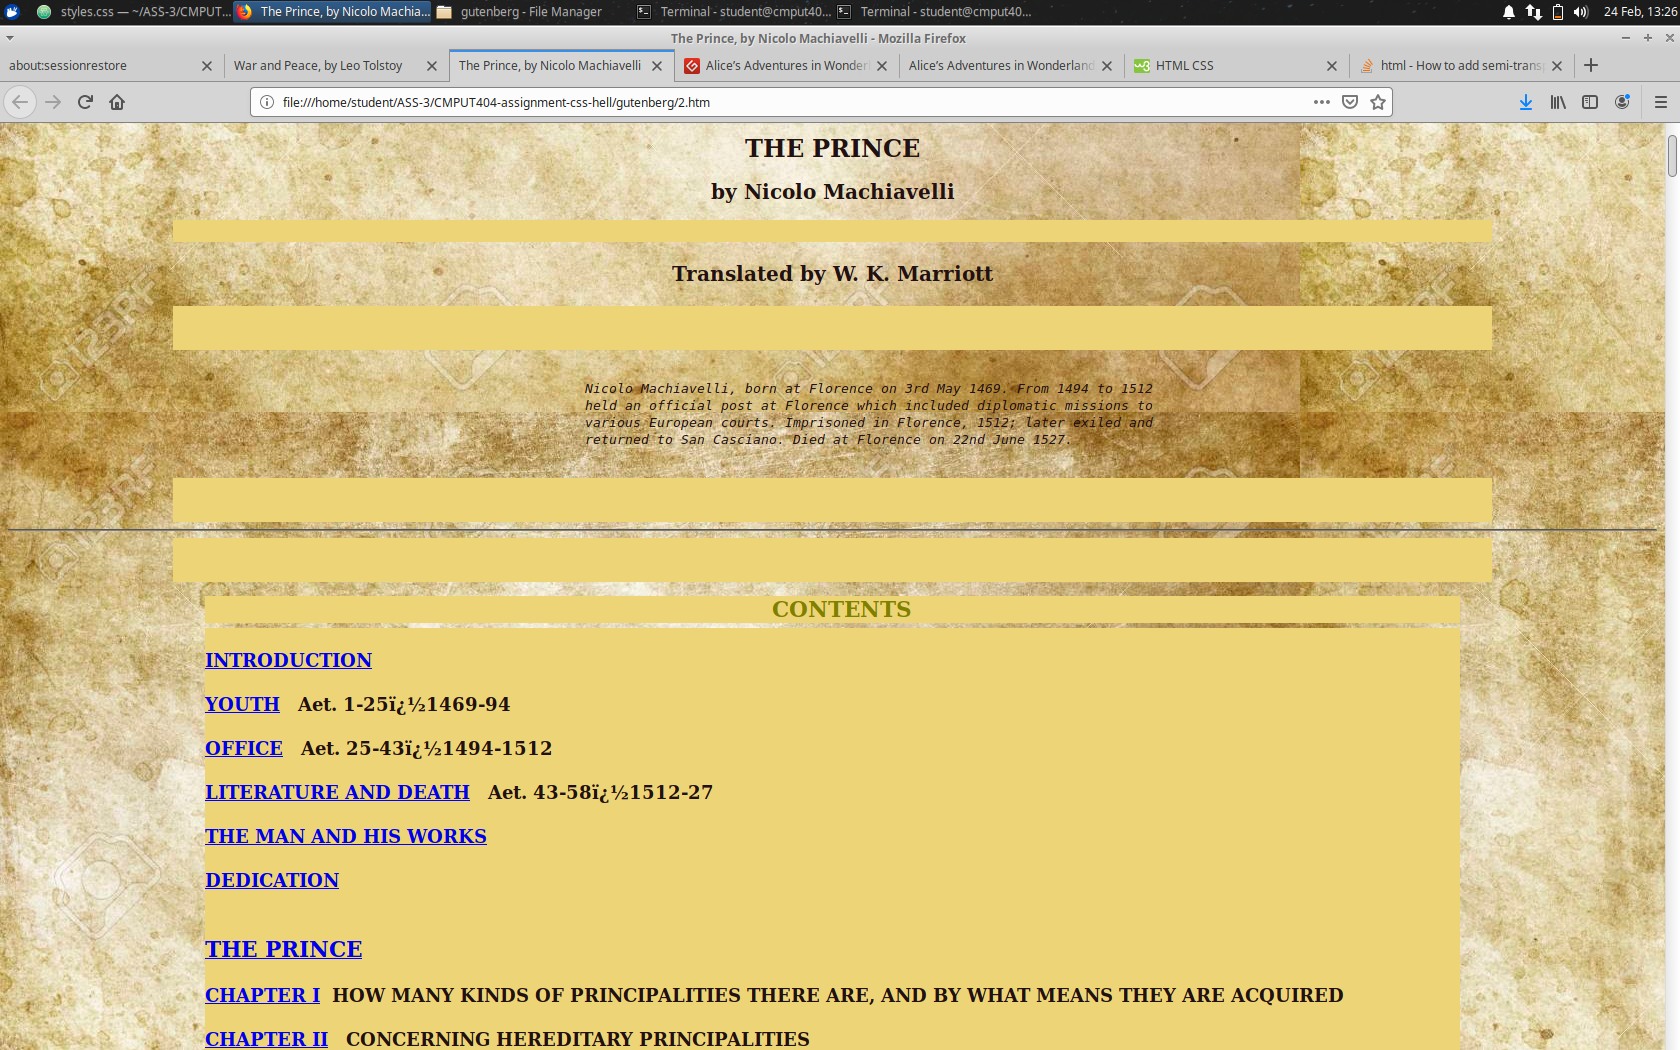 styles.css — ~/ASS-3/CMPUT...
The Prince, by Nicolo Machia...
gutenberg - File Manager
Terminal - student@cmput40...
Terminal - student@cmput40...
24 Feb, 13:26
The Prince, by Nicolo Machiavelli - Mozilla Firefox
about:sessionrestore
War and Peace, by Leo Tolstoy
The Prince, by Nicolo Machiavelli
Alice's Adventures in Wonder
Alice's Adventures in Wonderland
HTML CSS
html - How to add semi-transp
file:///home/student/ASS-3/CMPUT404-assignment-css-hell/gutenberg/2.htm
THE PRINCE
by Nicolo Machiavelli
Translated by W. K. Marriott
Nicolo Machiavelli, born at Florence on 3rd May 1469. From 1494 to 1512
held an official post at Florence which included diplomatic missions to
various European courts. Imprisoned in Florence, 1512; later exiled and
returned to San Casciano. Died at Florence on 22nd June 1527.
CONTENTS
INTRODUCTION
YOUTH Aet. 1-25ï¿½1469-94
OFFICE Aet. 25-43ï¿½1494-1512
LITERATURE AND DEATH Aet. 43-58ï¿½1512-27
THE MAN AND HIS WORKS
DEDICATION
THE PRINCE
CHAPTER I HOW MANY KINDS OF PRINCIPALITIES THERE ARE, AND BY WHAT MEANS THEY ARE ACQUIRED
CHAPTER II CONCERNING HEREDITARY PRINCIPALITIES
123RF
123RF
123RF
123RF